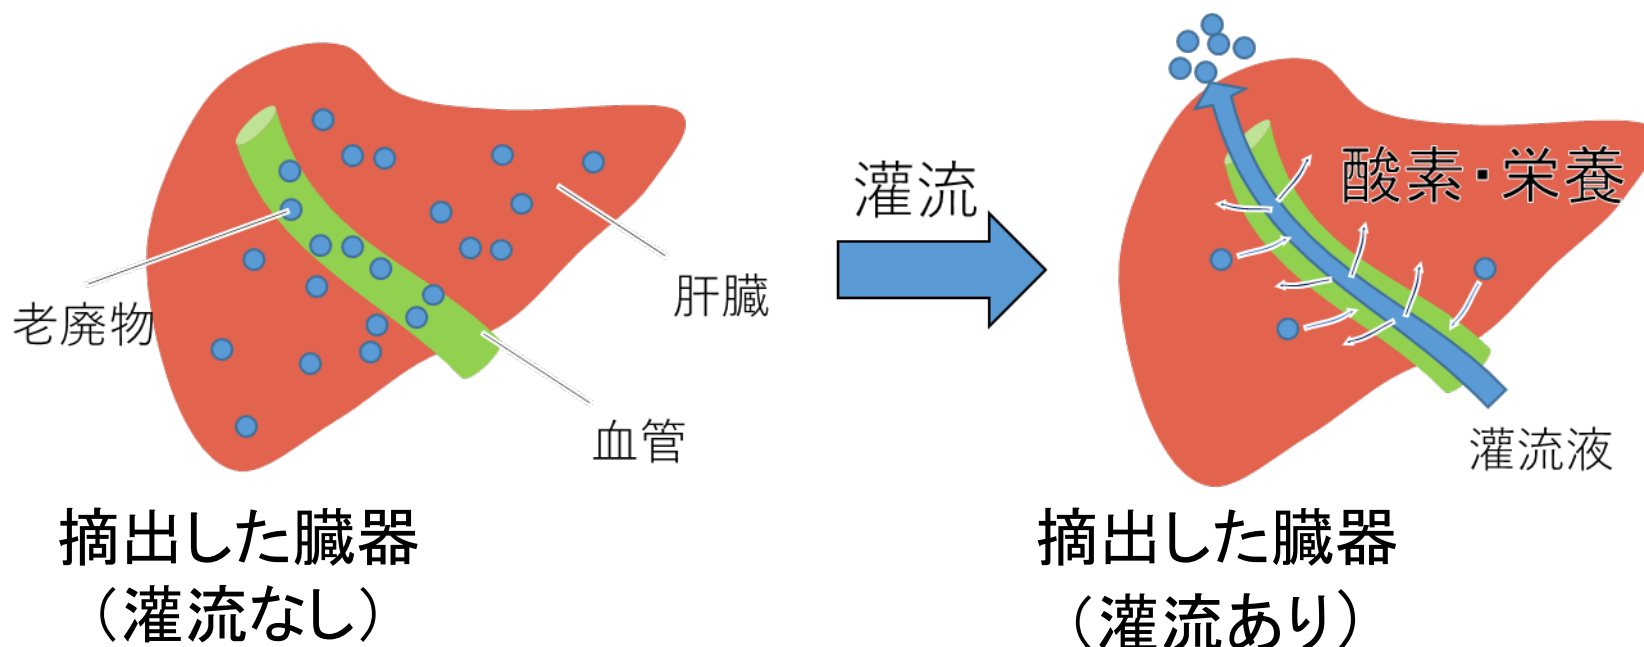 灌流
酸素・栄養
老廃物
肝臓
血管
灌流液
摘出した臓器
（灌流なし）
摘出した臓器
（灌流あり）